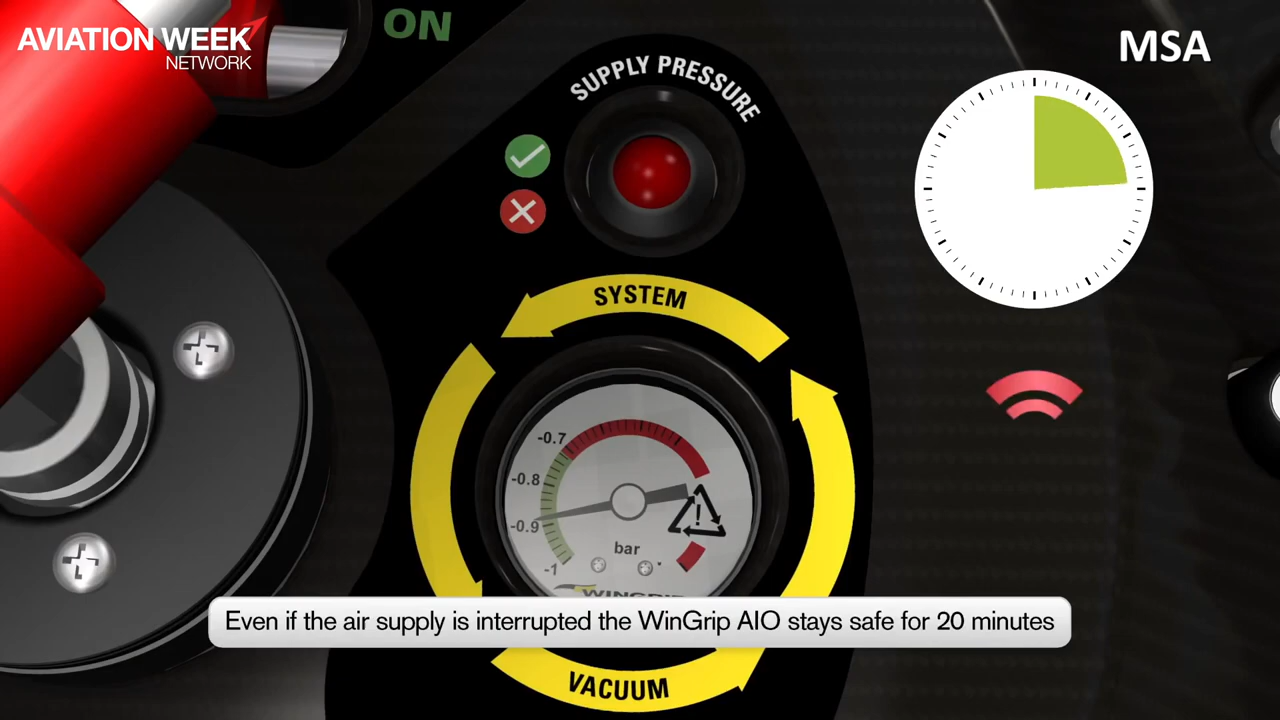 AVIATION WEEK
NETWORK
ON
MSA
SUPPLY PRESSURE
SYSTEM
-0.7
-0.8
-0.9
-1
bar
WINGRIP
Even if the air supply is interrupted the WinGrip AIO stays safe for 20 minutes
VACUUM